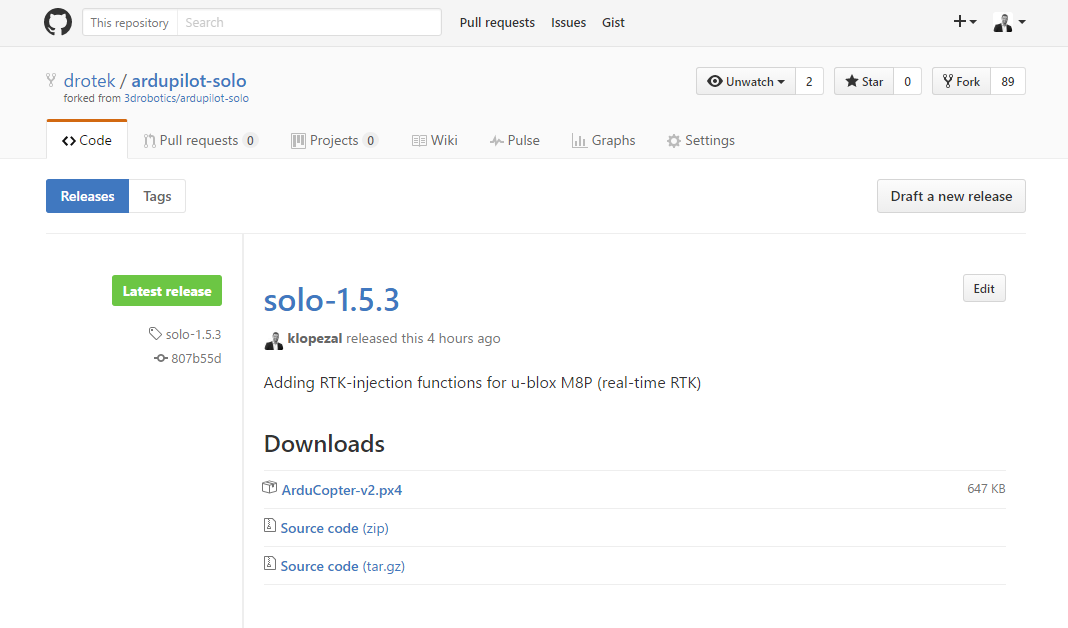 This repository Search Pull requests Issues Gist
drotek / ardupilot-solo Unwatch 2 Star 0 Fork 89
forked from 3drobotics/ardupilot-solo
Code Pull requests 0 Projects 0 Wiki Pulse Graphs Settings
Releases Tags Draft a new release
Latest release
solo-1.5.3
807b55d
solo-1.5.3 Edit
klopezal released this 4 hours ago
Adding RTK-injection functions for u-blox M8P (real-time RTK)
Downloads
ArduCopter-v2.px4 647 KB
Source code (zip)
Source code (tar.gz)